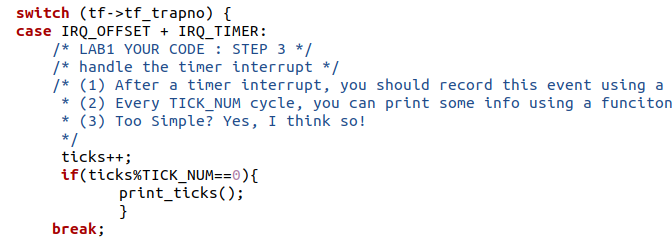 switch (tf->tf_trapno) {
case IRQ_OFFSET + IRQ_TIMER:
/* LAB1 YOUR CODE : STEP 3 */
/* handle the timer interrupt */
/* (1) After a timer interrupt, you should record this event using a
* (2) Every TICK_NUM cycle, you can print some info using a funciton
* (3) Too Simple? Yes, I think so!
*/
ticks++;
if(ticks%TICK_NUM==0){
print_ticks();
}
break;